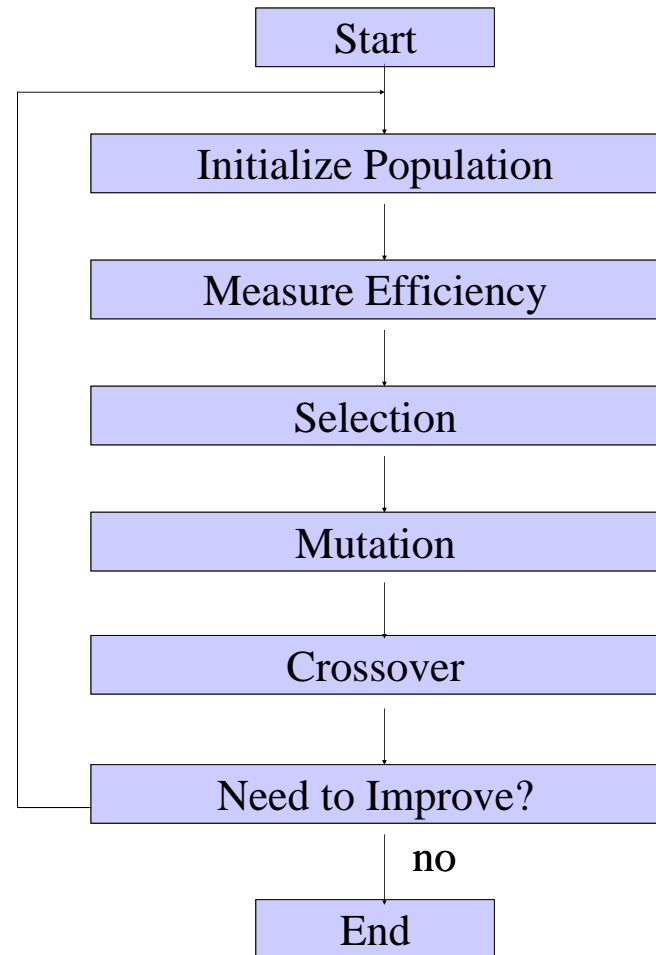 Start
Initialize Population
Measure Efficiency
Selection
Mutation
Crossover
Need to Improve?
no
End